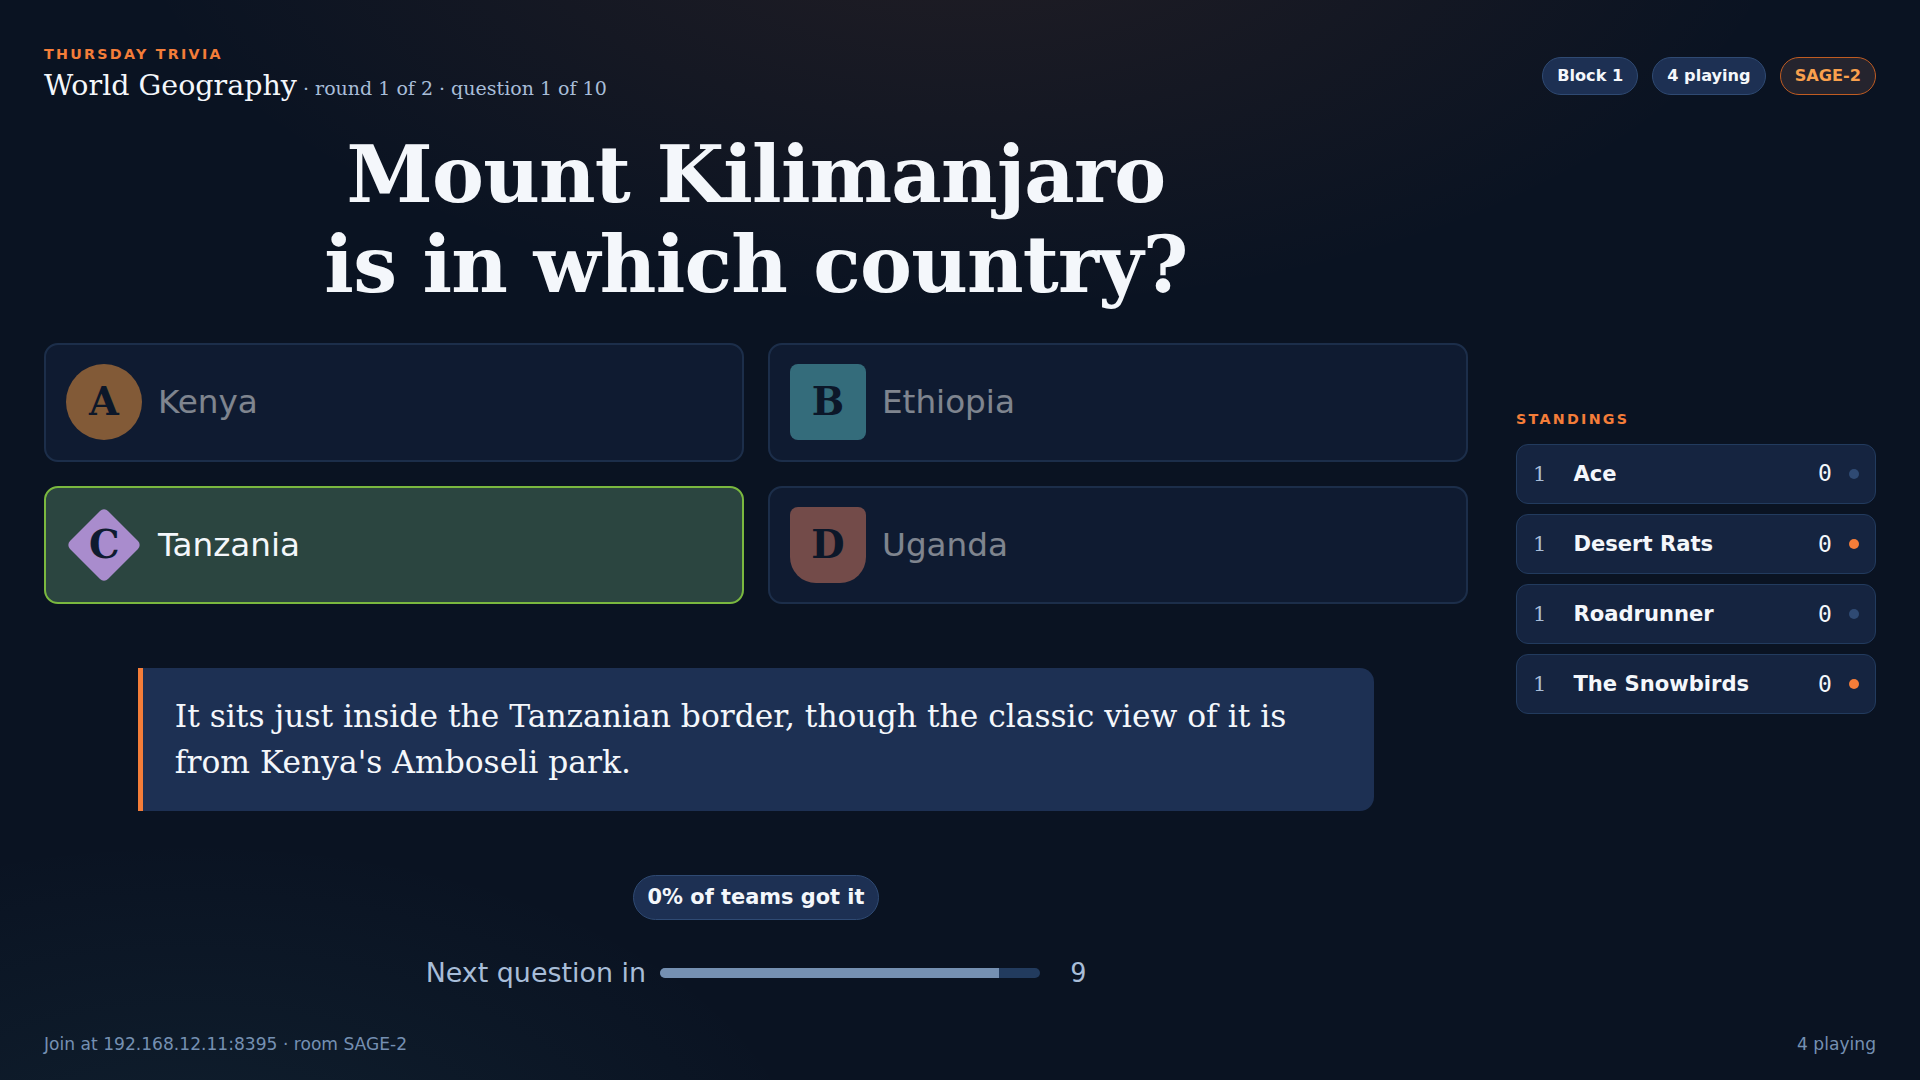 THURSDAY TRIVIA
World Geography · round 1 of 2 · question 1 of 10
Block 1
4 playing
SAGE-2
Mount Kilimanjaro
is in which country?
A Kenya
B Ethiopia
C Tanzania
D Uganda
It sits just inside the Tanzanian border, though the classic view of it is
from Kenya's Amboseli park.
0% of teams got it
Next question in 9
STANDINGS
1 Ace 0
1 Desert Rats 0
1 Roadrunner 0
1 The Snowbirds 0
Join at 192.168.12.11:8395 · room SAGE-2
4 playing